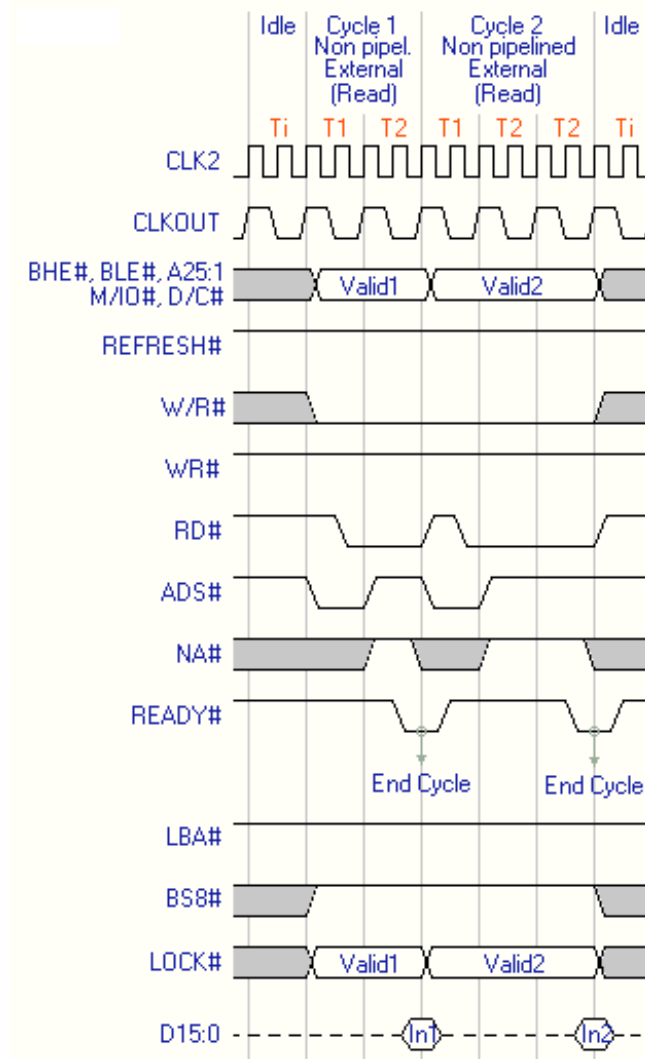 Idle Cycle 1 Cycle 2 Idle
Non pipel. Non pipelined
External External
(Read) (Read)
Ti T1 T2 T1 T2 T2 Ti
CLK2
CLKOUT
BHE#, BLE#, A25:1
M/IO#, D/C#
Valid1 Valid2
REFRESH#
W/R#
WR#
RD#
ADS#
NA#
READY#
End Cycle End Cycle
LBA#
BS8#
LOCK# Valid1 Valid2
D15:0 In1 In2